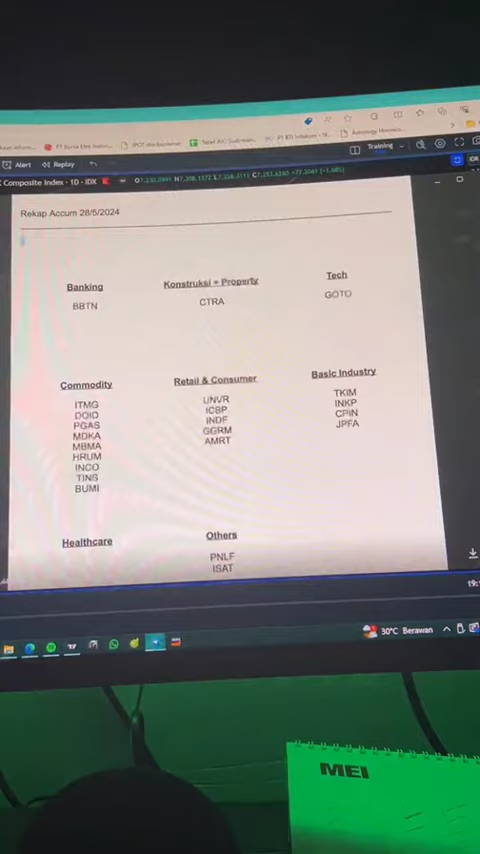 Training
Alert
Replay
Composite Index · 1D · IDX
Rekap Accum 28/5/2024
Banking
BBTN
Konstruksi + Property
CTRA
Tech
GOTO
Commodity
ITMG
DOID
PGAS
MDKA
MBMA
HRUM
INCO
TINS
BUMI
Retail & Consumer
UNVR
ICBP
INDF
GGRM
AMRT
Basic Industry
TKIM
INKP
CPIN
JPFA
Healthcare
Others
PNLF
ISAT
30°C Berawan
MEI